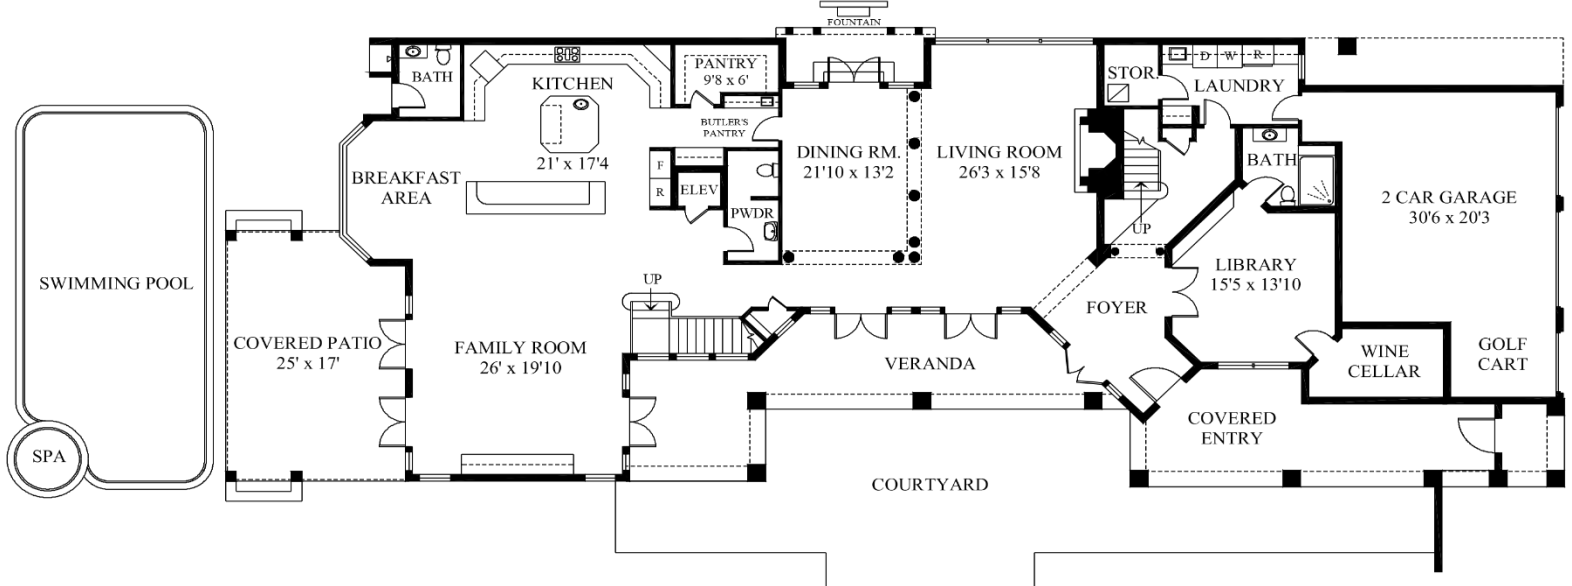 FOUNTAIN
BATH
KITCHEN
21' x 17'4
PANTRY
9'8 x 6'
BUTLER'S
PANTRY
STOR.
D W R
LAUNDRY
BREAKFAST
AREA
F
R
ELEV
PWDR
DINING RM.
21'10 x 13'2
LIVING ROOM
26'3 x 15'8
UP
BATH
2 CAR GARAGE
30'6 x 20'3
SWIMMING POOL
UP
LIBRARY
15'5 x 13'10
FOYER
COVERED PATIO
25' x 17'
FAMILY ROOM
26' x 19'10
VERANDA
WINE
CELLAR
GOLF
CART
COVERED
ENTRY
SPA
COURTYARD